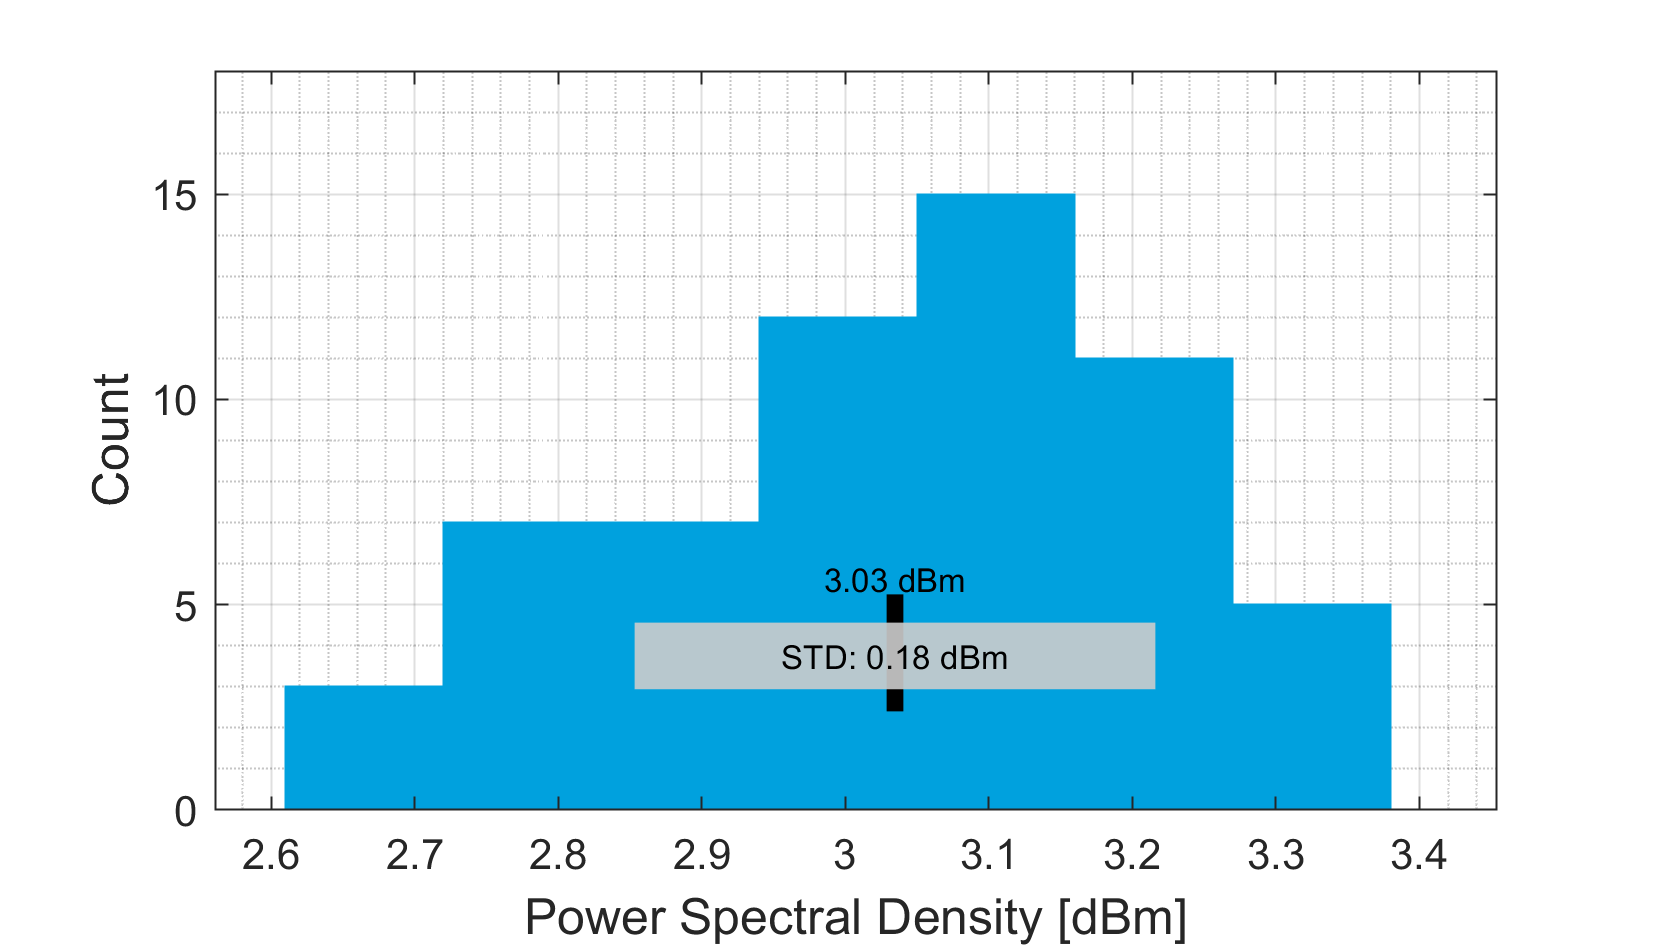 15
10
5
0
Count
3.03 dBm
STD: 0.18 dBm
2.6 2.7 2.8 2.9 3 3.1 3.2 3.3 3.4
Power Spectral Density [dBm]